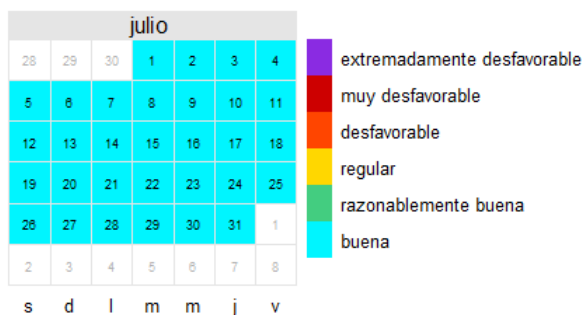 julio
28 29 30 1 2 3 4
5 6 7 8 9 10 11
12 13 14 15 16 17 18
19 20 21 22 23 24 25
26 27 28 29 30 31 1
2 3 4 5 6 7 8
s d l m m j v
extremadamente desfavorable
muy desfavorable
desfavorable
regular
razonablemente buena
buena